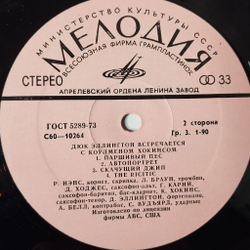 МИНИСТЕРСТВО КУЛЬТУРЫ СССР
МЕЛОДИЯ
ВСЕСОЮЗНАЯ ФИРМА ГРАМПЛАСТИНОК
СТЕРЕО
33
АПРЕЛЕВСКИЙ ОРДЕНА ЛЕНИНА ЗАВОД
ГОСТ 5289-73
2 сторона
С60—10264
Гр. 3. 1-90
ДЮК ЭЛЛИНГТОН ВСТРЕЧАЕТСЯ
С КОУЛМЕНОМ ХОКИНСОМ
1. ПАРШИВЫЙ ПЕС
2. АВТОПОРТРЕТ
3. СКАЧУЩИЙ ДЖИП
4. THE RICITIC
Р. НЭНС, корнет, скрипка, Л. БРАУН, тромбон,
Д. ХОДЖЕС, саксофон-альт, Г. КАРНИ,
саксофон-баритон, бас-кларнет, К. ХОКИНС,
саксофон-тенор, Д. ЭЛЛИНГТОН, фортепиано,
А. БЕЛЛ, контрабас, С. ВУДЬЯРД, ударные
Изготовлено по лицензии
фирмы ABC, США